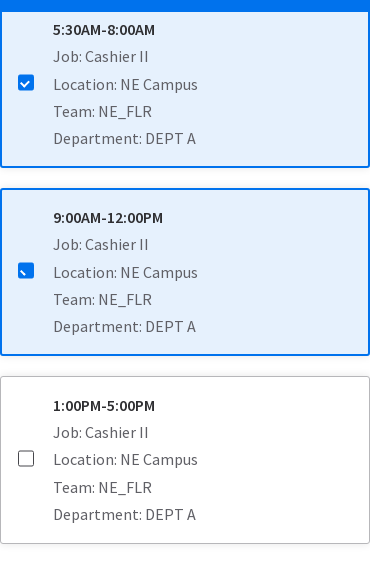 5:30AM-8:00AM
Job: Cashier II
Location: NE Campus
Team: NE_FLR
Department: DEPT A
9:00AM-12:00PM
Job: Cashier II
Location: NE Campus
Team: NE_FLR
Department: DEPT A
1:00PM-5:00PM
Job: Cashier II
Location: NE Campus
Team: NE_FLR
Department: DEPT A